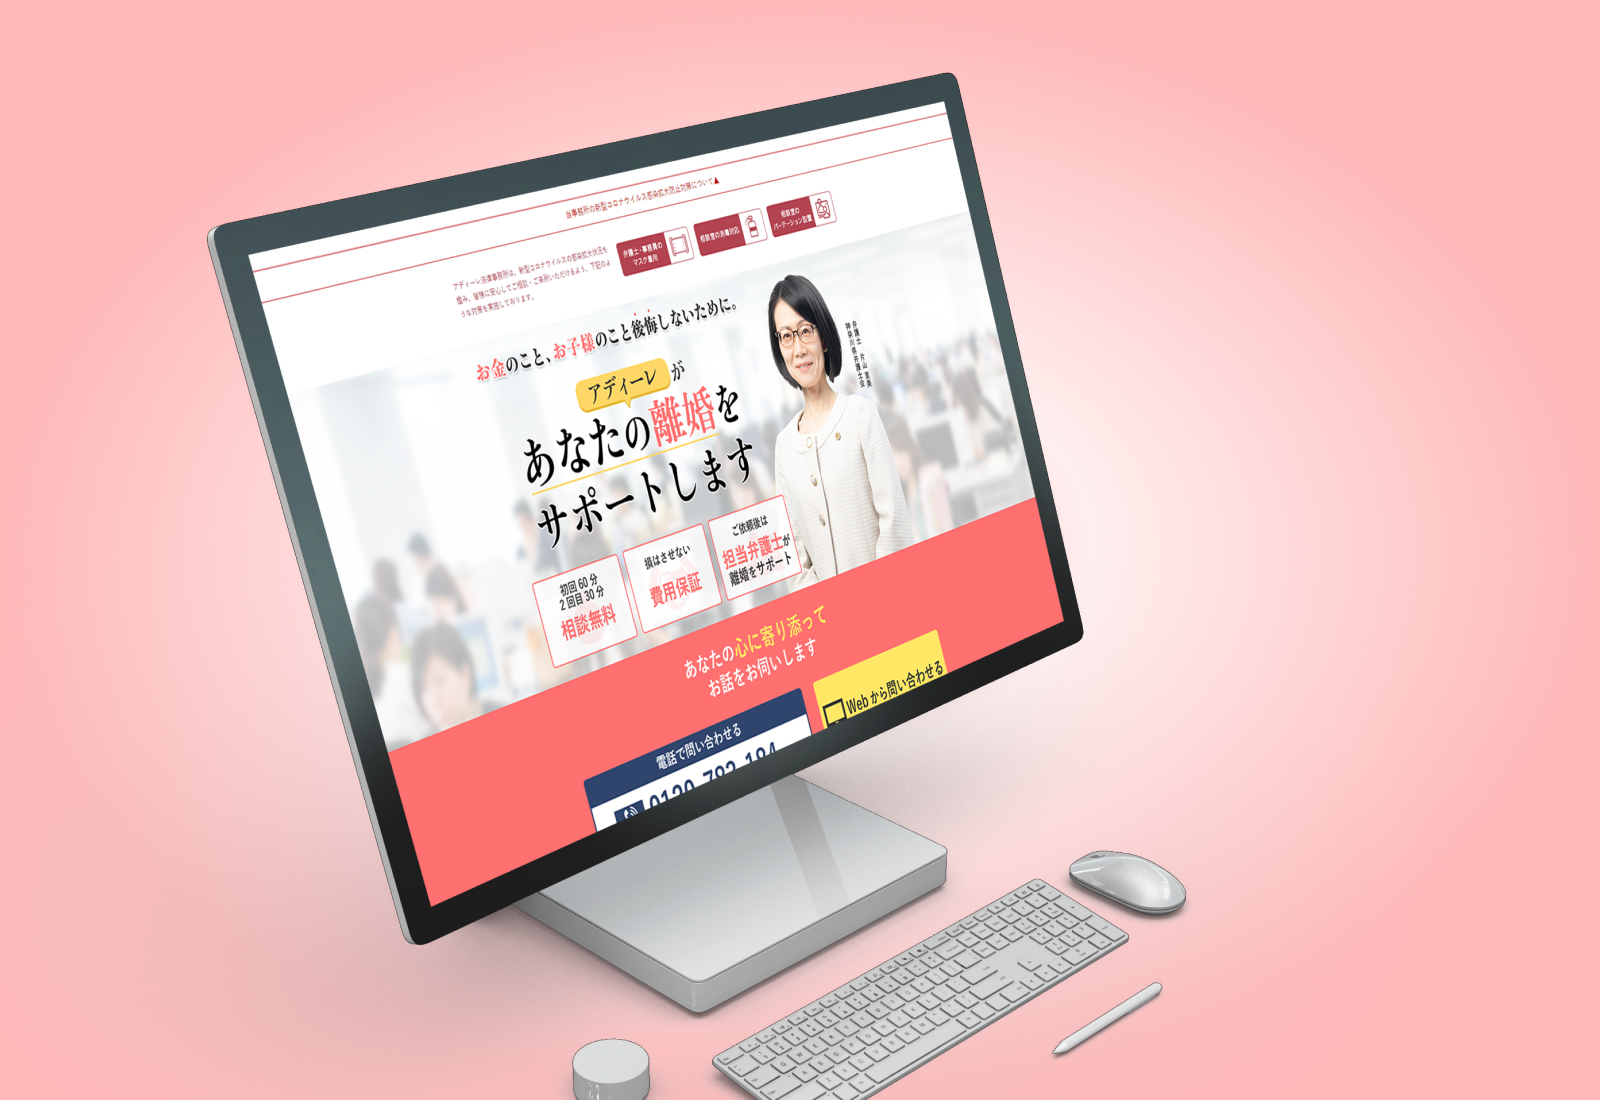 当事務所の新型コロナウイルス感染拡大防止対策について▲
アディーレ法律事務所は、新型コロナウイルスの感染拡大状況を
鑑み、皆様に安心してご相談・ご来所いただけるよう、下記のよ
うな対策を実施しております。
弁護士・事務員の
マスク着用
相談室の消毒対応
相談室の
パーテーション設置
お金のこと、お子様のこと後悔しないために。
アディーレが
あなたの離婚を
サポートします
弁護士 片山 里美
神奈川県弁護士会
初回60分
2回目30分
相談無料
損はさせない
費用保証
ご依頼後は
担当弁護士が
離婚をサポート
あなたの心に寄り添って
お話をお伺いします
電話で問い合わせる
0120-783-184
Webから問い合わせる